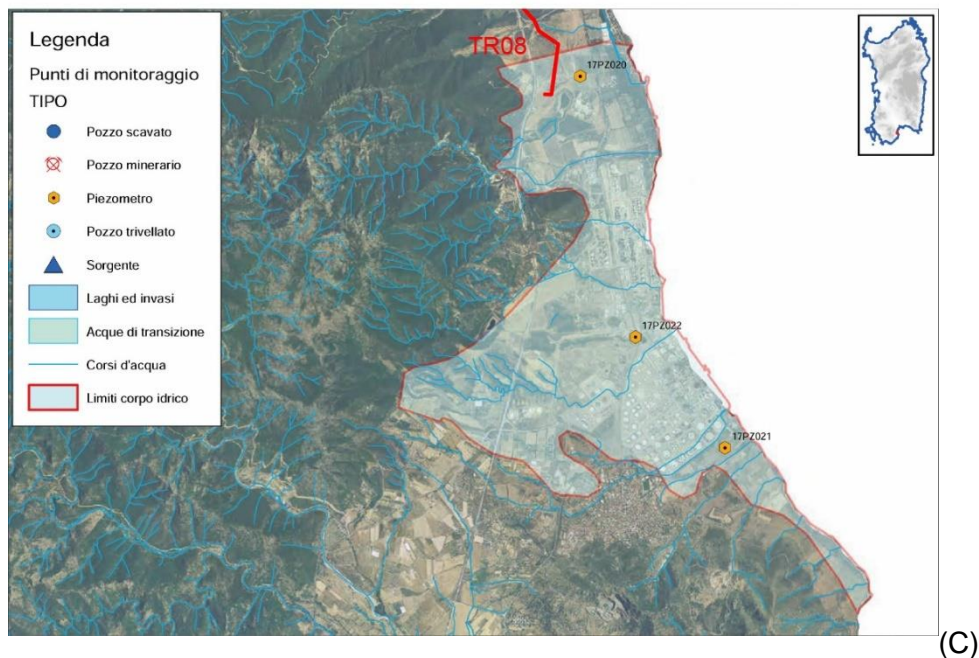 Legenda
Punti di monitoraggio
TIPO
Pozzo scavato
Pozzo minerario
Piezometro
Pozzo trivellato
Sorgente
Laghi ed invasi
Acque di transizione
Corsi d'acqua
Limiti corpo idrico
TR08
17PZ020
17PZ022
17PZ021
(C)